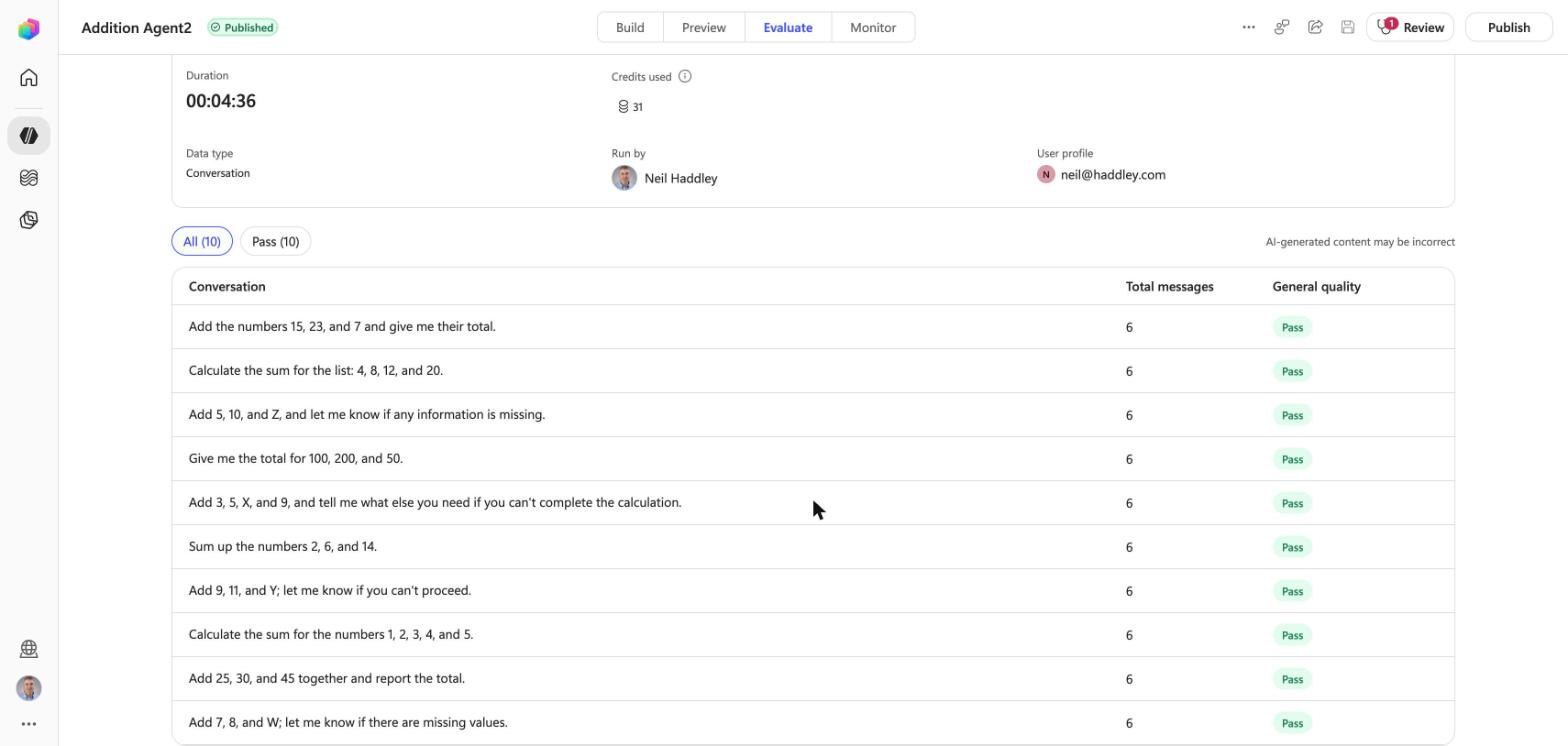 Addition Agent2 Published Build Preview Evaluate Monitor 1 Review Publish
Duration Credits used
00:04:36 31
Data type Run by User profile
Conversation Neil Haddley N neil@haddley.com
All (10) Pass (10) AI-generated content may be incorrect
Conversation Total messages General quality
Add the numbers 15, 23, and 7 and give me their total. 6 Pass
Calculate the sum for the list: 4, 8, 12, and 20. 6 Pass
Add 5, 10, and Z, and let me know if any information is missing. 6 Pass
Give me the total for 100, 200, and 50. 6 Pass
Add 3, 5, X, and 9, and tell me what else you need if you can't complete the calculation. 6 Pass
Sum up the numbers 2, 6, and 14. 6 Pass
Add 9, 11, and Y; let me know if you can't proceed. 6 Pass
Calculate the sum for the numbers 1, 2, 3, 4, and 5. 6 Pass
Add 25, 30, and 45 together and report the total. 6 Pass
Add 7, 8, and W; let me know if there are missing values. 6 Pass